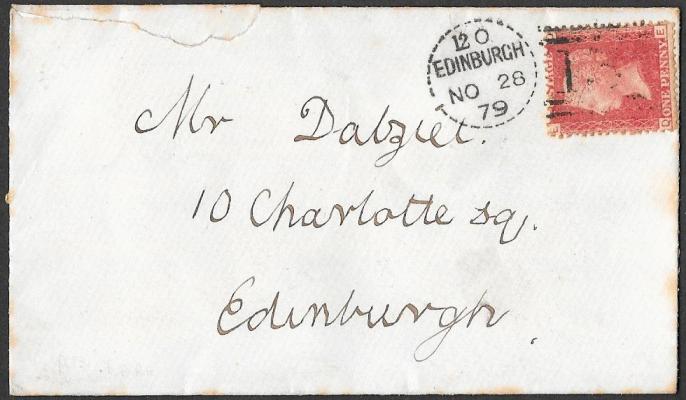 12 O
EDINBURGH
NO 28
79
ONE PENNY
E
Mr Dalziel.
10 Charlotte Sq.
Edinburgh.